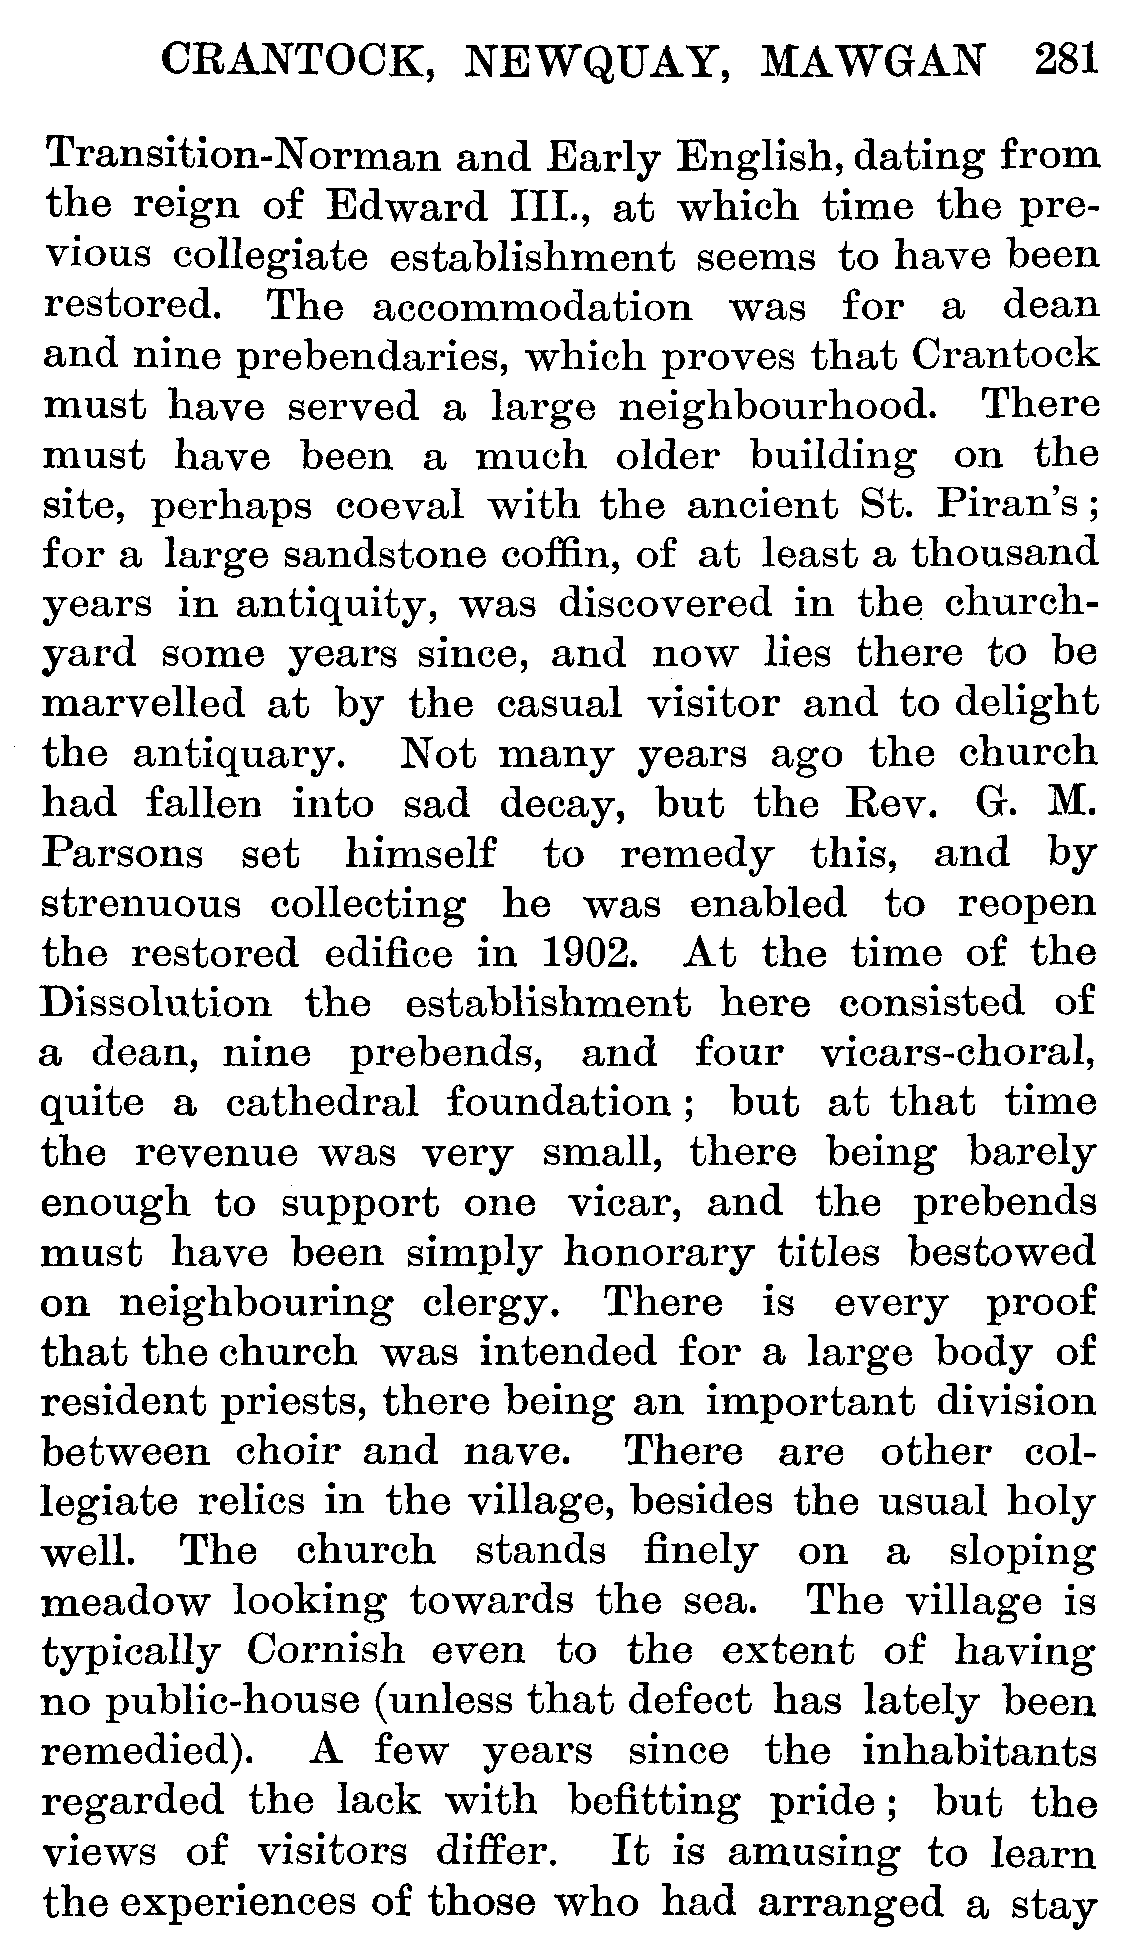 CRANTOCK, NEWQUAY, MAWGAN 281
Transition-Norman and Early English, dating from
the reign of Edward III., at which time the pre-
vious collegiate establishment seems to have been
restored. The accommodation was for a dean
and nine prebendaries, which proves that Crantock
must have served a large neighbourhood. There
must have been a much older building on the
site, perhaps coeval with the ancient St. Piran's;
for a large sandstone coffin, of at least a thousand
years in antiquity, was discovered in the church-
yard some years since, and now lies there to be
marvelled at by the casual visitor and to delight
the antiquary. Not many years ago the church
had fallen into sad decay, but the Rev. G. M.
Parsons set himself to remedy this, and by
strenuous collecting he was enabled to reopen
the restored edifice in 1902. At the time of the
Dissolution the establishment here consisted of
a dean, nine prebends, and four vicars-choral,
quite a cathedral foundation; but at that time
the revenue was very small, there being barely
enough to support one vicar, and the prebends
must have been simply honorary titles bestowed
on neighbouring clergy. There is every proof
that the church was intended for a large body of
resident priests, there being an important division
between choir and nave. There are other col-
legiate relics in the village, besides the usual holy
well. The church stands finely on a sloping
meadow looking towards the sea. The village is
typically Cornish even to the extent of having
no public-house (unless that defect has lately been
remedied). A few years since the inhabitants
regarded the lack with befitting pride; but the
views of visitors differ. It is amusing to learn
the experiences of those who had arranged a stay